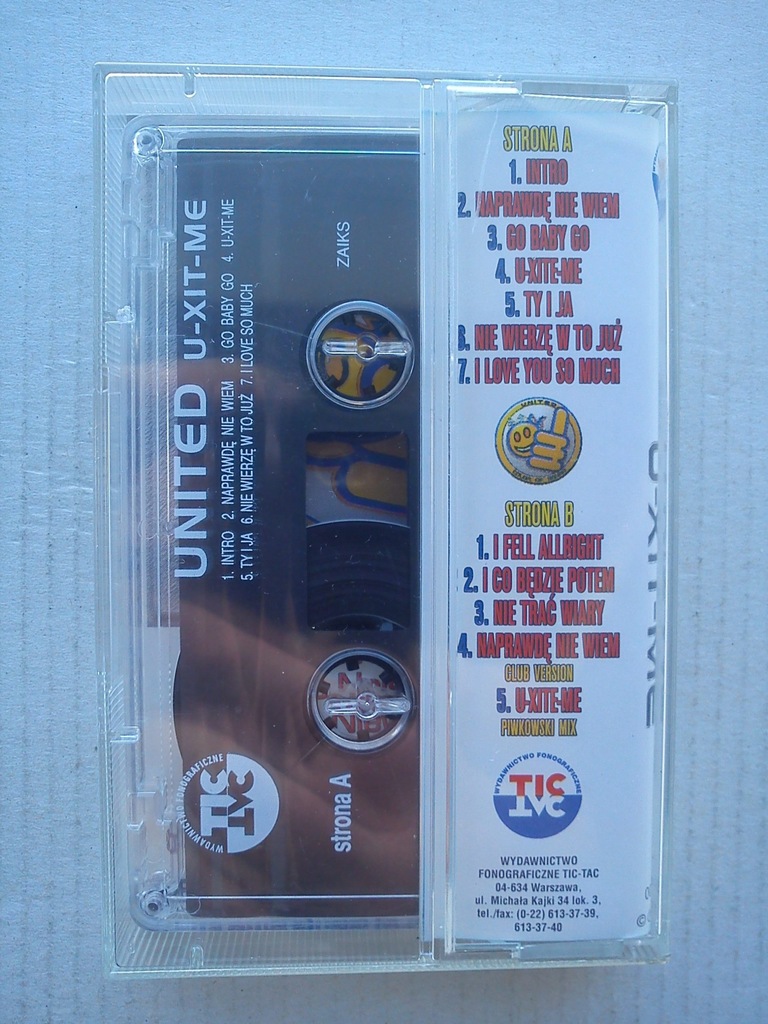 UNITED U-XIT-ME
1. INTRO 2. NAPRAWDĘ NIE WIEM 3. GO BABY GO 4. U-XIT-ME
5. TY I JA 6. NIE WIERZĘ W TO JUŻ 7. I LOVE SO MUCH
ZAIKS
WYDAWNICTWO FONOGRAFICZNE
TIC
TAC
strona A
STRONA A
1. INTRO
2. NAPRAWDĘ NIE WIEM
3. GO BABY GO
4. U-XITE-ME
5. TY I JA
6. NIE WIERZĘ W TO JUŻ
7. I LOVE YOU SO MUCH
UNITED
STRONA B
1. I FELL ALLRIGHT
2. I CO BĘDZIE POTEM
3. NIE TRAĆ WIARY
4. NAPRAWDĘ NIE WIEM
CLUB VERSION
5. U-XITE-ME
PIWKOWSKI MIX
WYDAWNICTWO FONOGRAFICZNE
TIC
TAC
WYDAWNICTWO
FONOGRAFICZNE TIC-TAC
04-634 Warszawa,
ul. Michała Kajki 34 lok. 3,
tel./fax: (0-22) 613-37-39,
613-37-40
U-XIT-ME